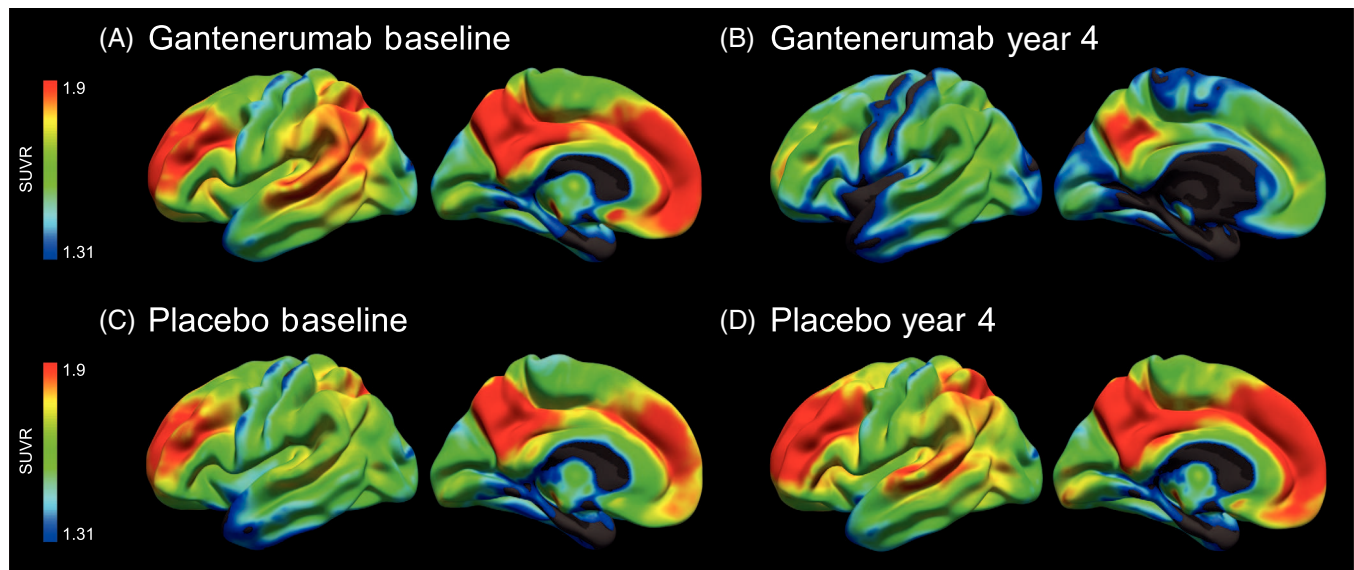 (A) Gantenerumab baseline
(B) Gantenerumab year 4
1.9
SUVR
1.31
(C) Placebo baseline
(D) Placebo year 4
1.9
SUVR
1.31